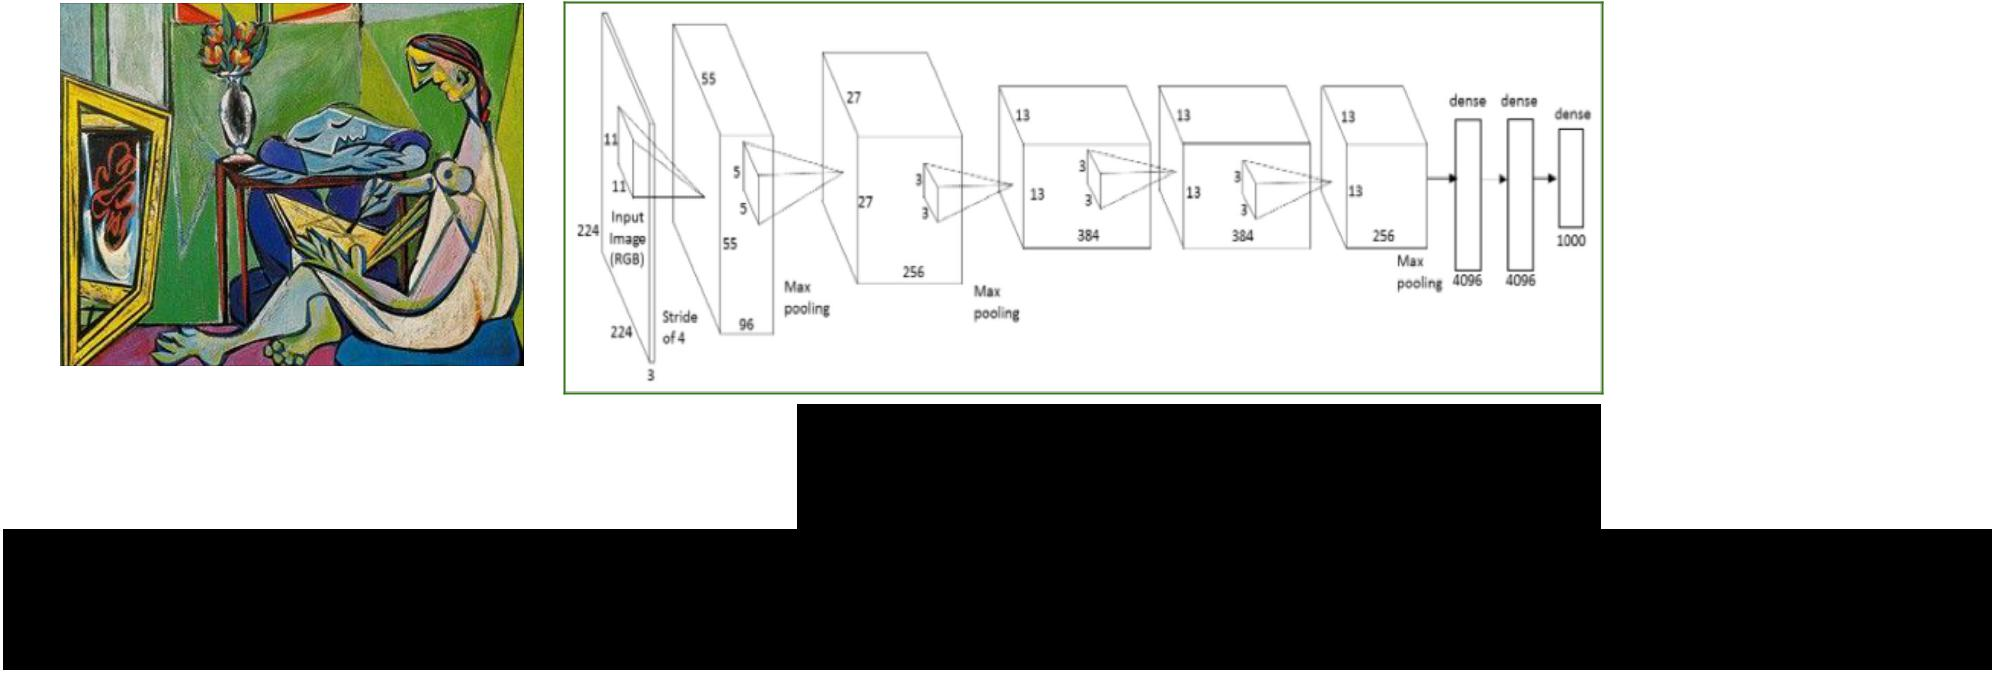 11
11
Input
Image
(RGB)
224
224
3
Stride
of 4
55
5
5
55
96
Max
pooling
27
27
3
3
256
Max
pooling
13
13
3
3
384
13
13
3
3
384
13
13
256
Max
pooling
dense
4096
dense
4096
dense
1000